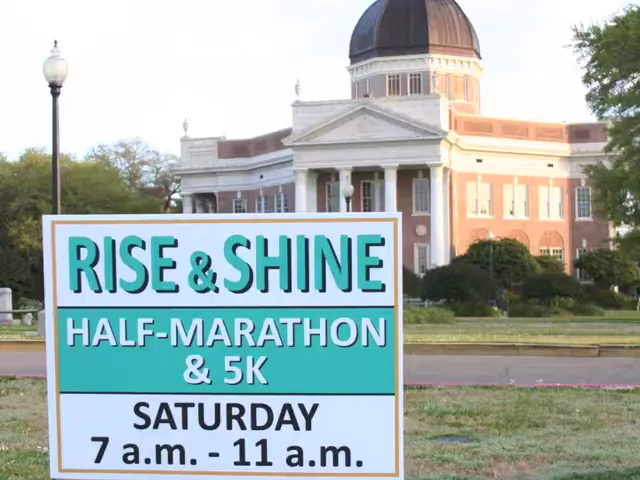 RISE & SHINE
HALF-MARATHON
& 5K
SATURDAY
7 a.m. - 11 a.m.